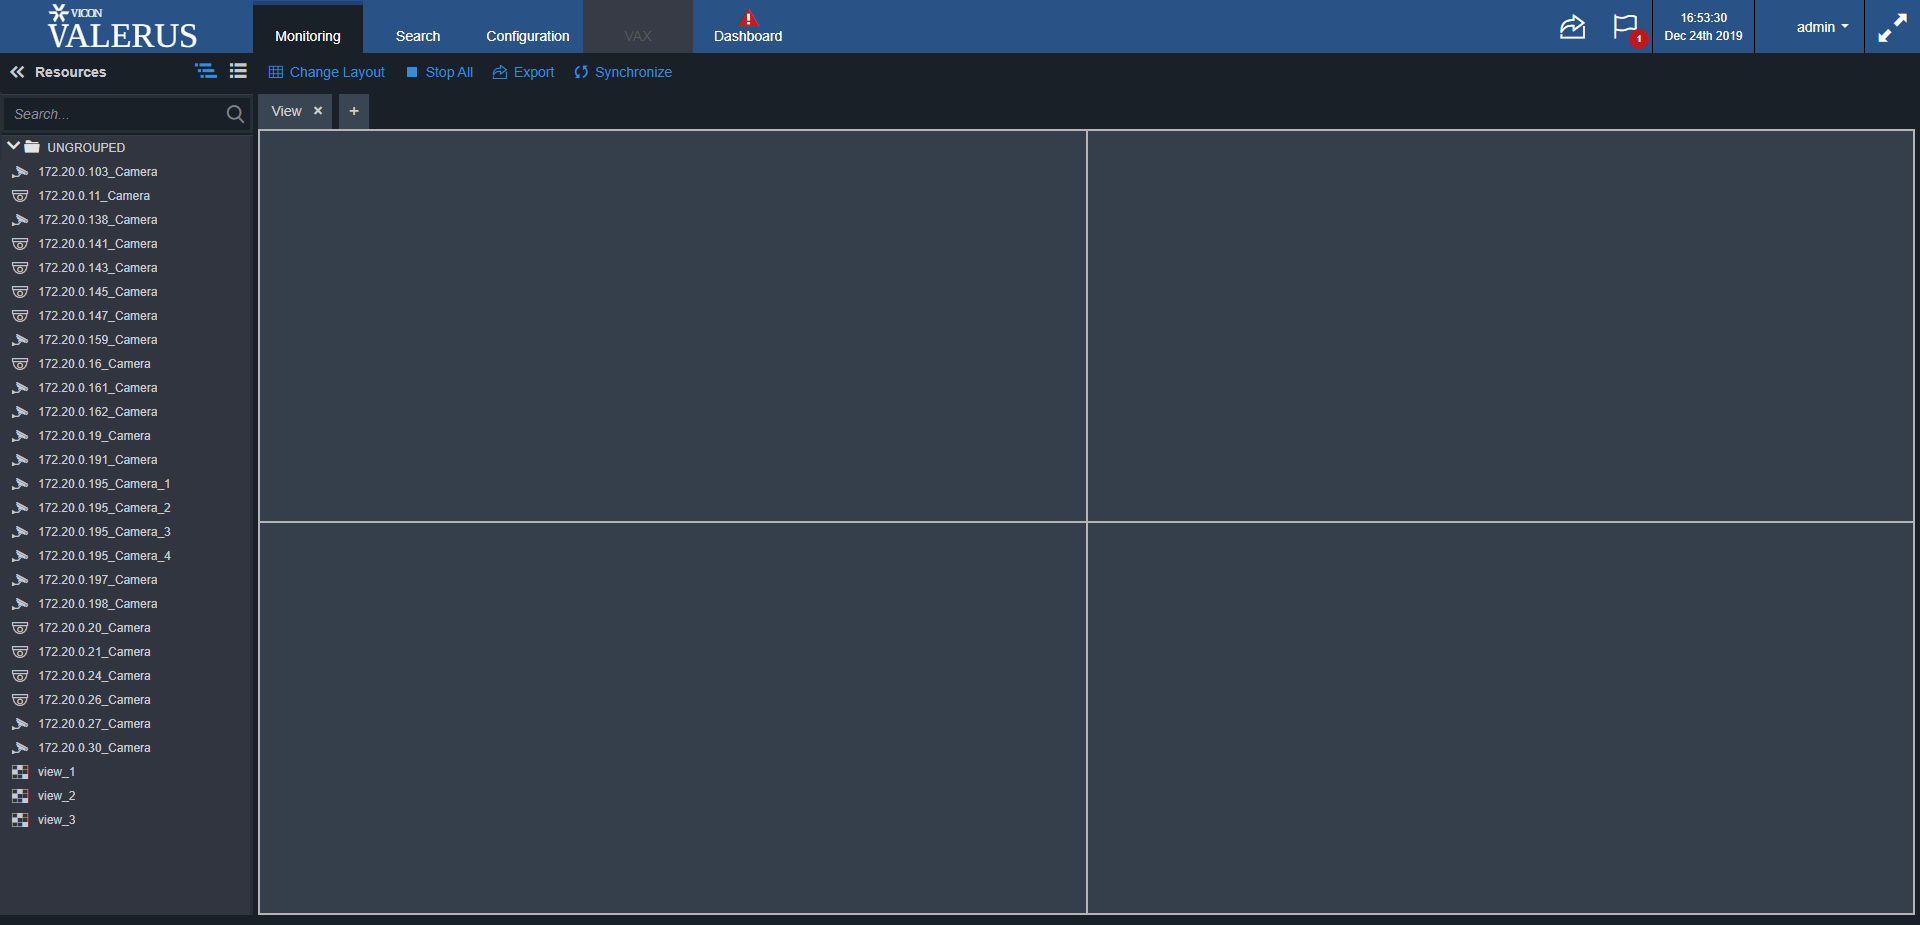 VICON
VALERUS
Monitoring
Search
Configuration
VAX
Dashboard
1
16:53:30
Dec 24th 2019
admin
Resources
Change Layout
Stop All
Export
Synchronize
Search...
View
+
UNGROUPED
172.20.0.103_Camera
172.20.0.11_Camera
172.20.0.138_Camera
172.20.0.141_Camera
172.20.0.143_Camera
172.20.0.145_Camera
172.20.0.147_Camera
172.20.0.159_Camera
172.20.0.16_Camera
172.20.0.161_Camera
172.20.0.162_Camera
172.20.0.19_Camera
172.20.0.191_Camera
172.20.0.195_Camera_1
172.20.0.195_Camera_2
172.20.0.195_Camera_3
172.20.0.195_Camera_4
172.20.0.197_Camera
172.20.0.198_Camera
172.20.0.20_Camera
172.20.0.21_Camera
172.20.0.24_Camera
172.20.0.26_Camera
172.20.0.27_Camera
172.20.0.30_Camera
view_1
view_2
view_3